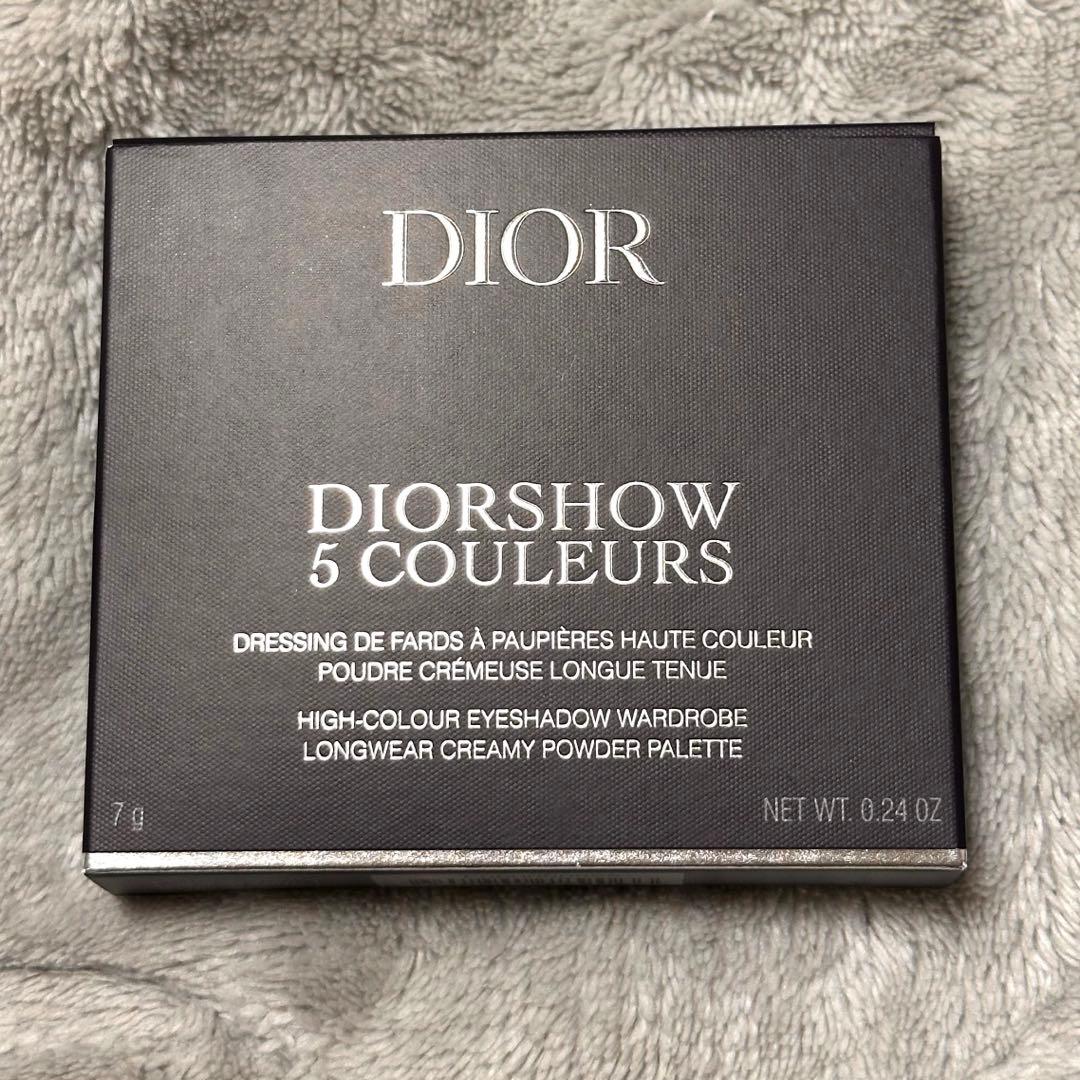 DIOR
DIORSHOW
5 COULEURS
DRESSING DE FARDS À PAUPIÈRES HAUTE COULEUR
POUDRE CRÉMEUSE LONGUE TENUE
HIGH-COLOUR EYESHADOW WARDROBE
LONGWEAR CREAMY POWDER PALETTE
7 g
NET WT. 0.24 OZ